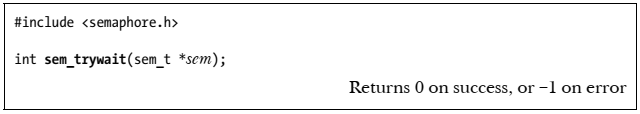 #include <semaphore.h>
int sem_trywait(sem_t *sem);
Returns 0 on success, or −1 on error